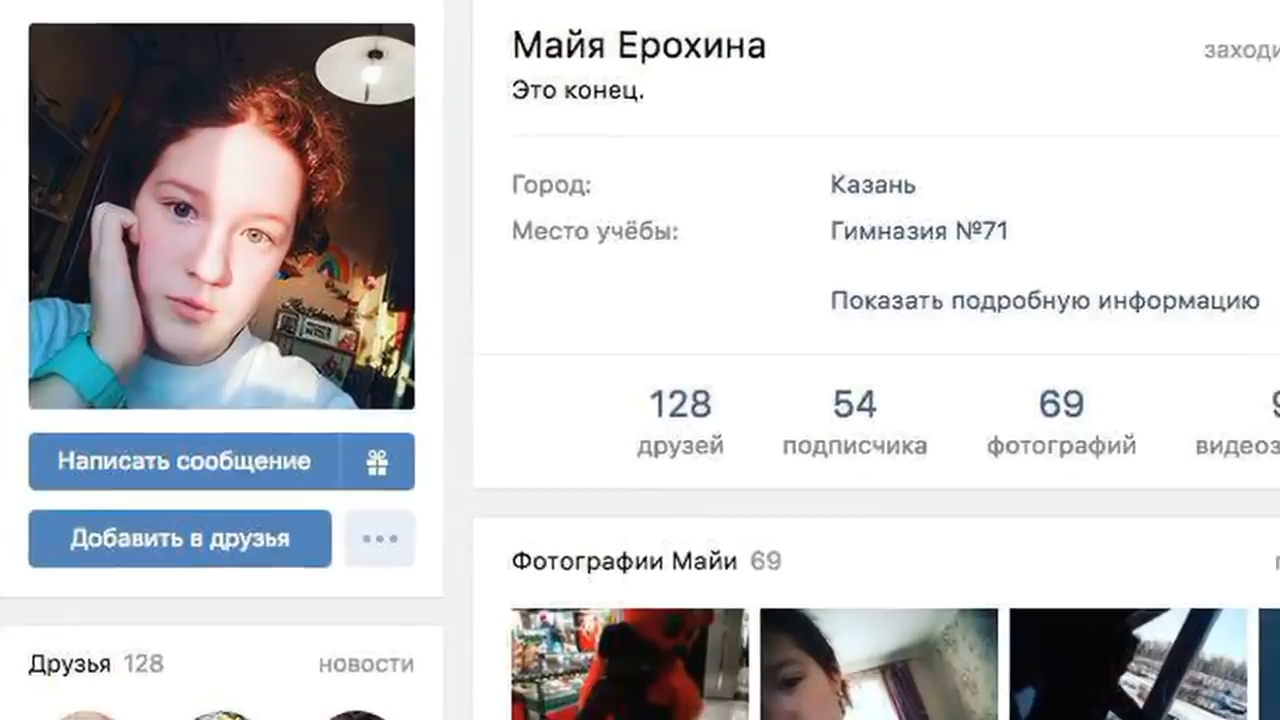 Майя Ерохина
Это конец.
Город: Казань
Место учёбы: Гимназия №71
Показать подробную информацию
128 54 69
друзей подписчика фотографий
Написать сообщение
Добавить в друзья
Фотографии Майи 69
Друзья 128 новости